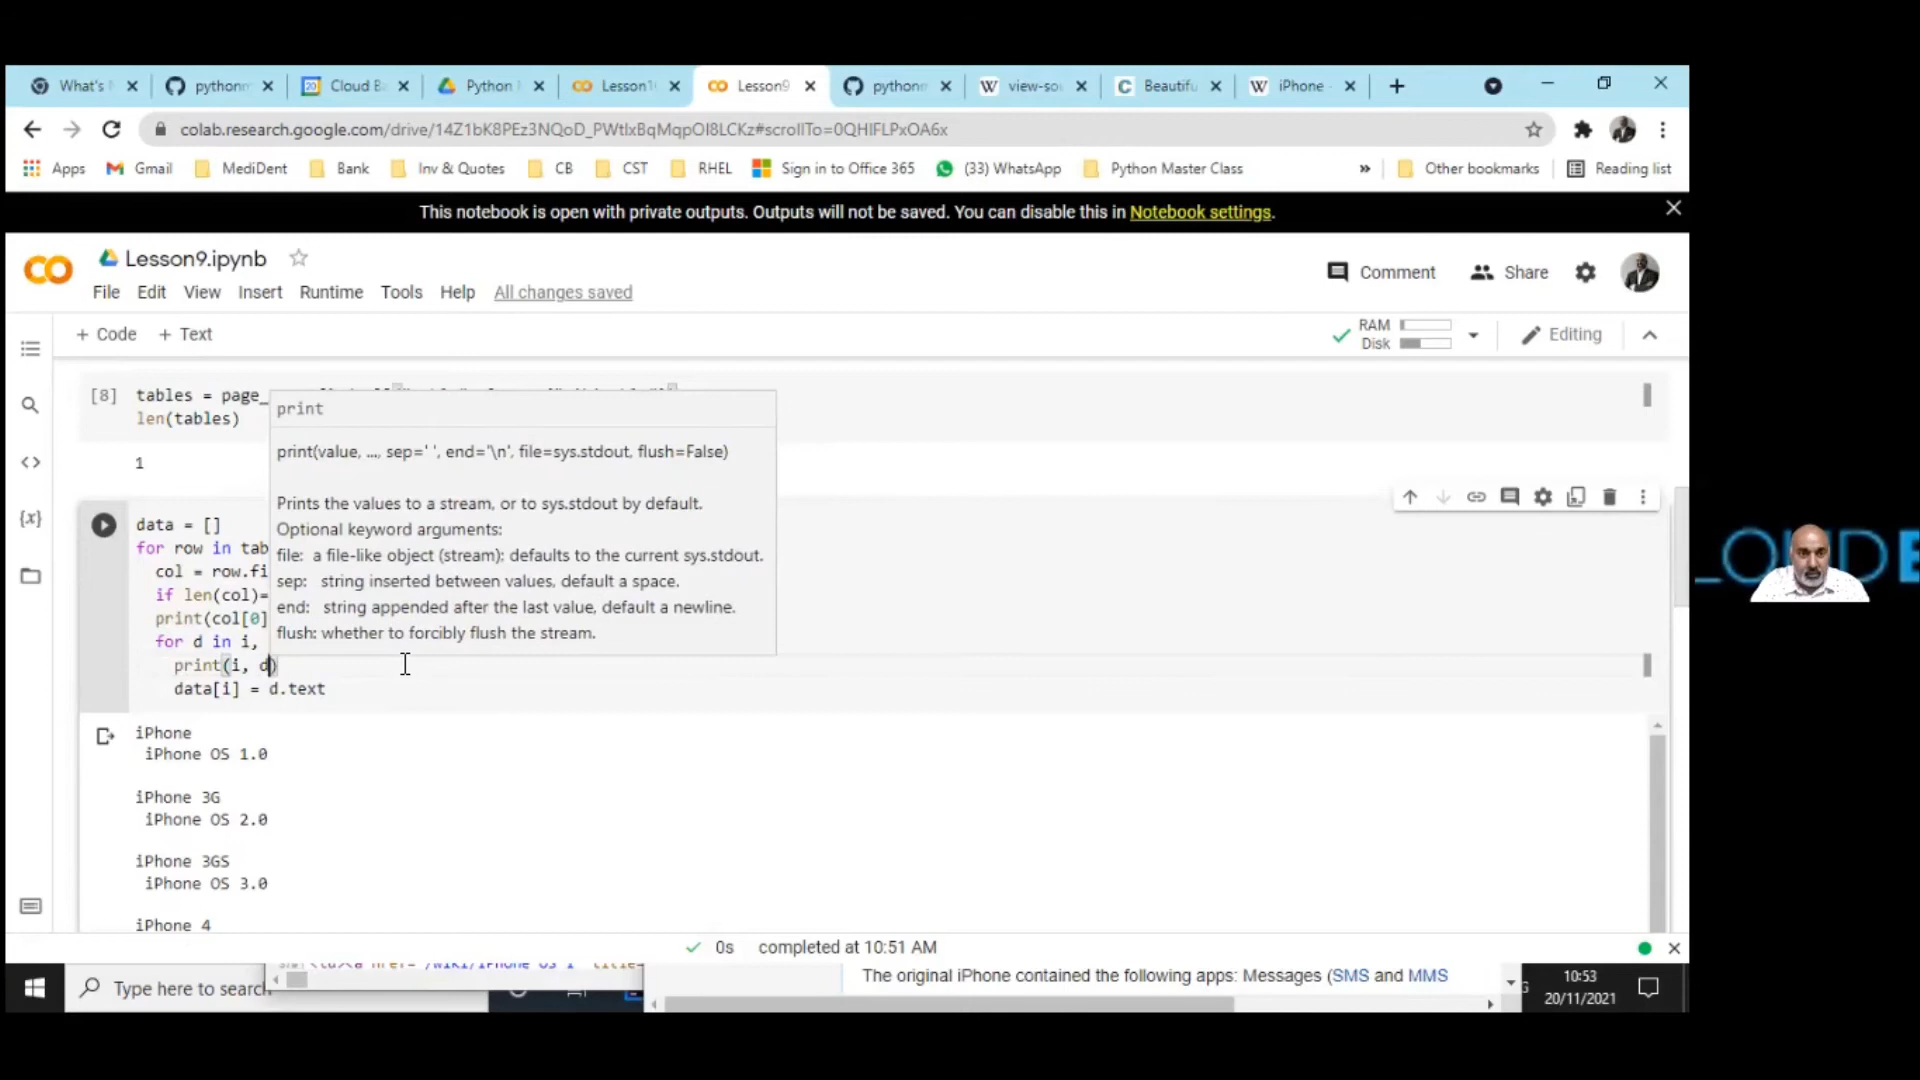 What's
pythonm
Cloud B
Python
Lesson1
Lesson9
pythonm
view-sou
Beautifu
iPhone -
colab.research.google.com/drive/14Z1bK8PEz3NQoD_PWtlxBqMqpOI8LCKz#scrollTo=0QHIFLPxOA6x
Apps
Gmail
MediDent
Bank
Inv & Quotes
CB
CST
RHEL
Sign in to Office 365
(33) WhatsApp
Python Master Class
»
Other bookmarks
Reading list
This notebook is open with private outputs. Outputs will not be saved. You can disable this in Notebook settings.
CO
Lesson9.ipynb
Comment
Share
File Edit View Insert Runtime Tools Help All changes saved
+ Code + Text
RAM
Disk
Editing
[8] tables = page_
len(tables)
1
print
print(value, ..., sep=' ', end='\n', file=sys.stdout, flush=False)
Prints the values to a stream, or to sys.stdout by default.
Optional keyword arguments:
file: a file-like object (stream); defaults to the current sys.stdout.
sep: string inserted between values, default a space.
end: string appended after the last value, default a newline.
flush: whether to forcibly flush the stream.
data = []
for row in tab
col = row.fi
if len(col)=
print(col[0]
for d in i,
print(i, d)
data[i] = d.text
iPhone
iPhone OS 1.0
iPhone 3G
iPhone OS 2.0
iPhone 3GS
iPhone OS 3.0
iPhone 4
0s completed at 10:51 AM
The original iPhone contained the following apps: Messages (SMS and MMS
Type here to search
10:53
20/11/2021